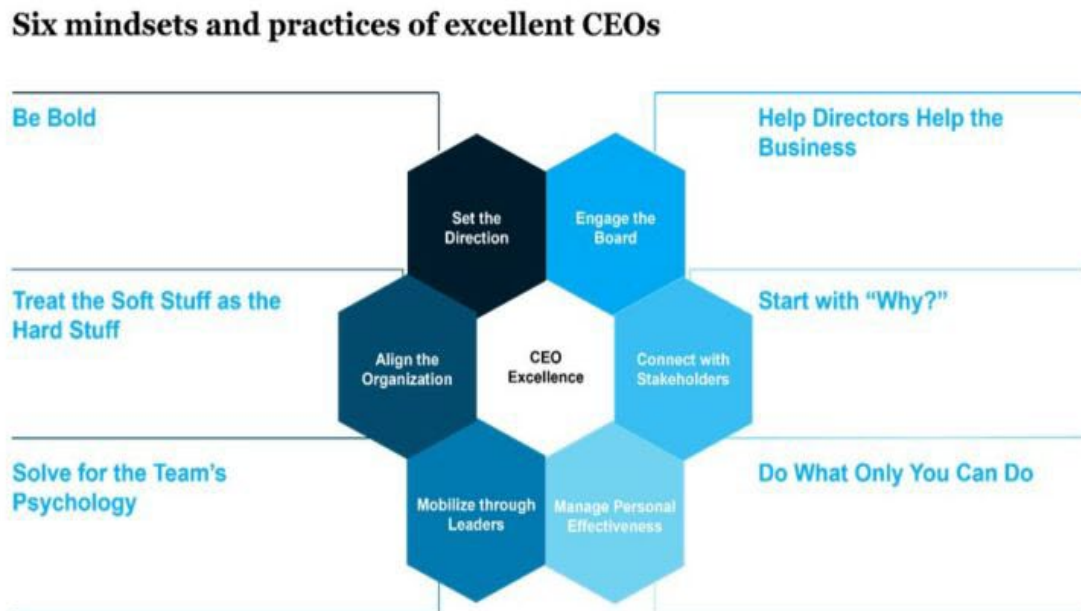 Six mindsets and practices of excellent CEOs
Be Bold
Help Directors Help the
Business
Set the
Direction
Engage the
Board
Treat the Soft Stuff as the
Hard Stuff
Start with “Why?”
Align the
Organization
CEO
Excellence
Connect with
Stakeholders
Solve for the Team’s
Psychology
Do What Only You Can Do
Mobilize through
Leaders
Manage Personal
Effectiveness